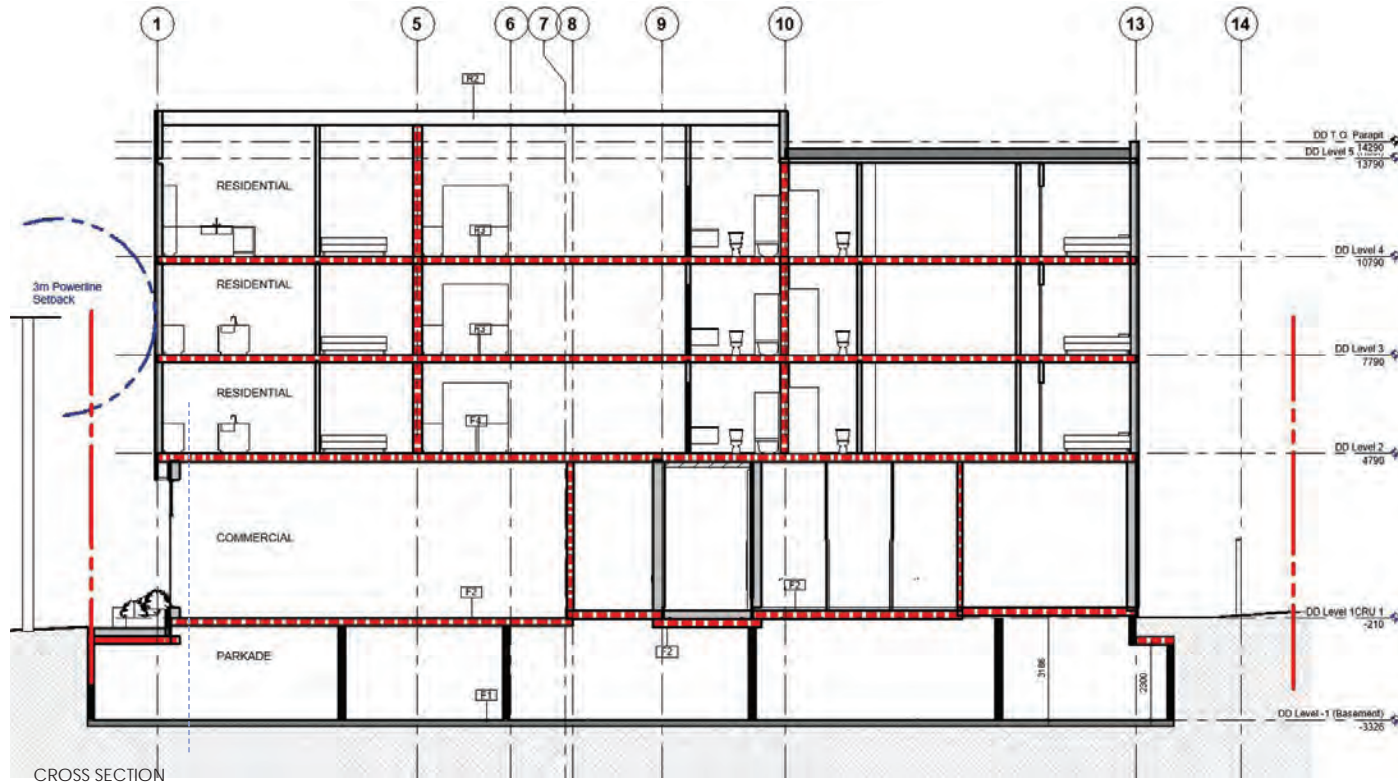 1 5 6 7 8 9 10 13 14
R2
DD T.O. Parapit
14290
DD Level 5
13790
RESIDENTIAL
R3
DD Level 4
10790
RESIDENTIAL
3m Powerline
Setback
R3
DD Level 3
7790
RESIDENTIAL
F4
DD Level 2
4790
COMMERCIAL
F2
F2
DD Level 1CRU 1
-210
PARKADE
F2
3186
2300
F1
DD Level -1 (Basement)
-3326
CROSS SECTION